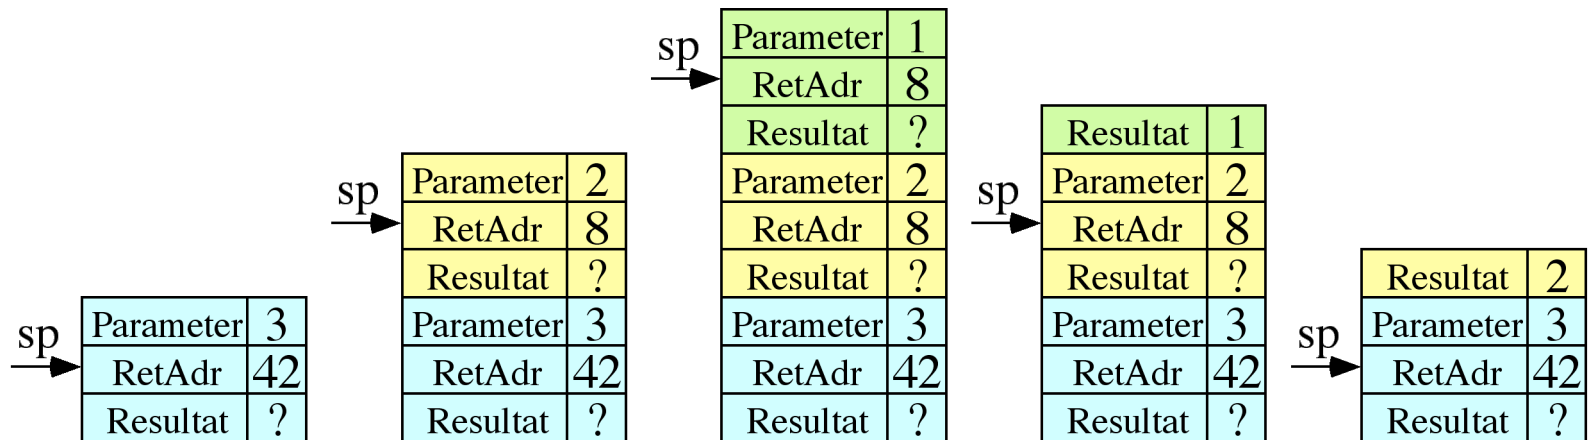 sp
Parameter 3
RetAdr 42
Resultat ?
sp
Parameter 2
RetAdr 8
Resultat ?
Parameter 3
RetAdr 42
Resultat ?
sp
Parameter 1
RetAdr 8
Resultat ?
Parameter 2
RetAdr 8
Resultat ?
Parameter 3
RetAdr 42
Resultat ?
sp
Resultat 1
Parameter 2
RetAdr 8
Resultat ?
Parameter 3
RetAdr 42
Resultat ?
sp
Resultat 2
Parameter 3
RetAdr 42
Resultat ?